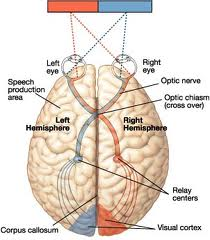 Left
eye
Right
eye
Speech
production
area
Optic nerve
Optic chiasm
(cross over)
Left
Hemisphere
Right
Hemisphere
Relay
centers
Corpus callosum
Visual cortex